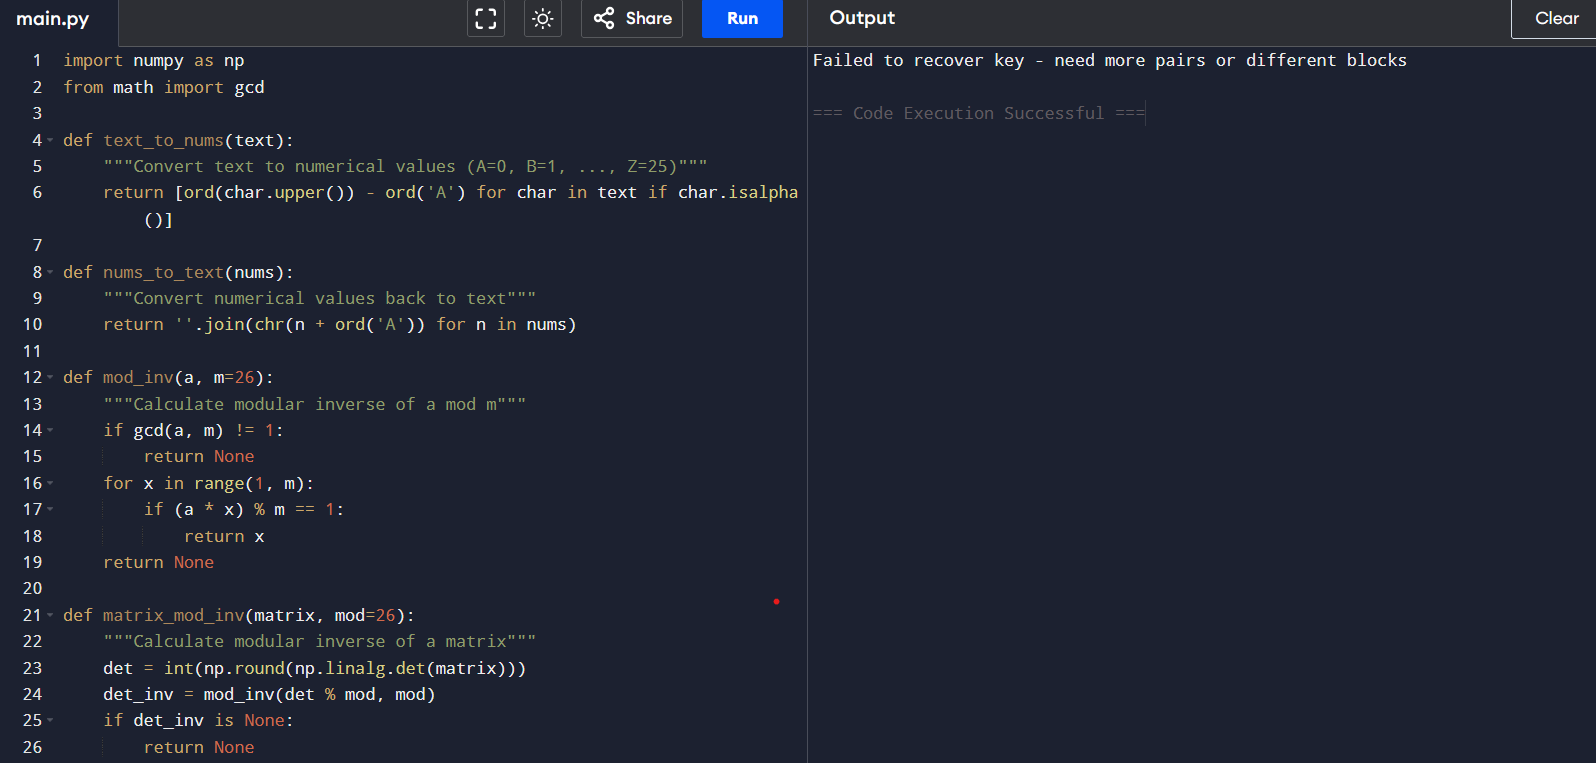 main.py
Share
Run
Output
Clear
1 import numpy as np
2 from math import gcd
3
4 def text_to_nums(text):
5     """Convert text to numerical values (A=0, B=1, ..., Z=25)"""
6     return [ord(char.upper()) - ord('A') for char in text if char.isalpha
        ()]
7
8 def nums_to_text(nums):
9     """Convert numerical values back to text"""
10     return ''.join(chr(n + ord('A')) for n in nums)
11
12 def mod_inv(a, m=26):
13     """Calculate modular inverse of a mod m"""
14     if gcd(a, m) != 1:
15         return None
16     for x in range(1, m):
17         if (a * x) % m == 1:
18             return x
19     return None
20
21 def matrix_mod_inv(matrix, mod=26):
22     """Calculate modular inverse of a matrix"""
23     det = int(np.round(np.linalg.det(matrix)))
24     det_inv = mod_inv(det % mod, mod)
25     if det_inv is None:
26         return None
Failed to recover key - need more pairs or different blocks
=== Code Execution Successful ===